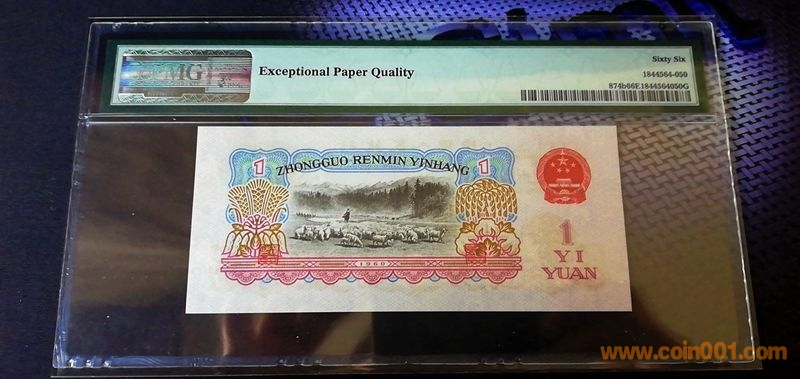 PMG
Exceptional Paper Quality
Sixty Six
1844564-050
874b66E1844564050G
1
ZHONGGUO RENMIN YINHANG
1
1960
1
YI
YUAN
www.coin001.com